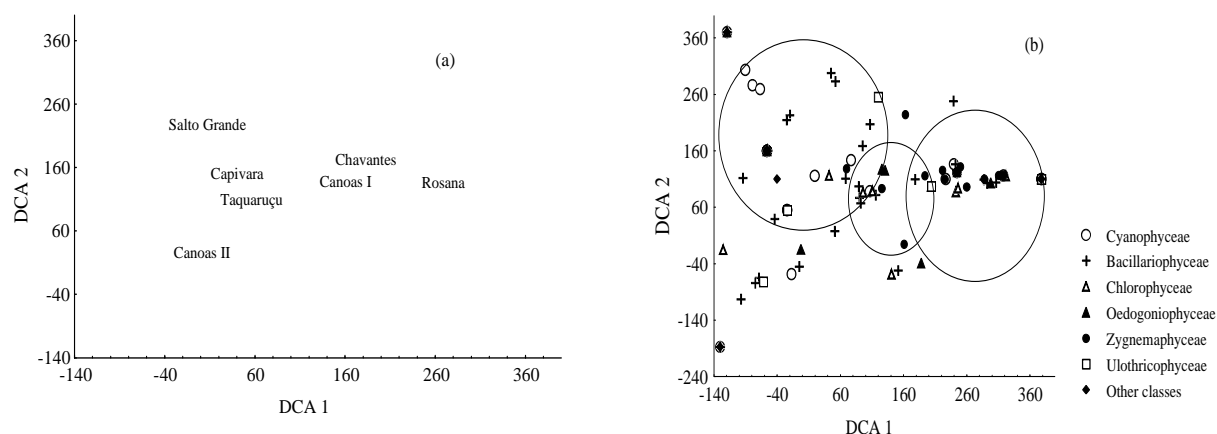 (a)
DCA 2
360
260
160
60
-40
-140
Salto Grande
Capivara
Taquaruçu
Canoas II
Chavantes
Canoas I
Rosana
-140 -40 60 160 260 360
DCA 1
(b)
DCA 2
360
260
160
60
-40
-140
-240
-140 -40 60 160 260 360
DCA 1
Cyanophyceae
Bacillariophyceae
Chlorophyceae
Oedogoniophyceae
Zygnemaphyceae
Ulothricophyceae
Other classes